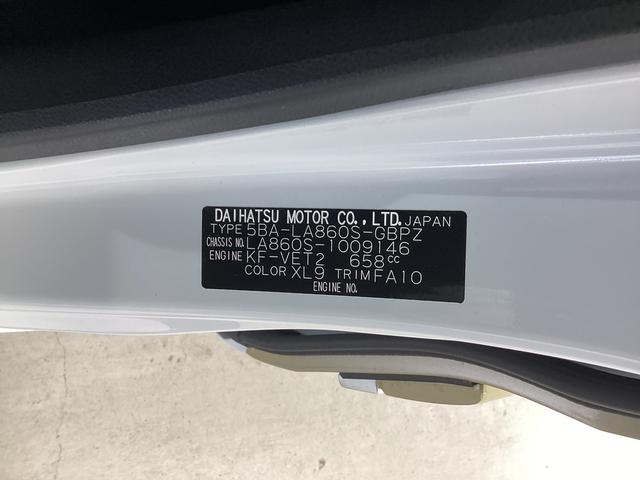 DAIHATSU MOTOR CO.,LTD.JAPAN
TYPE 5BA-LA860S-GBPZ
CHASSIS NO. LA860S-1009146
ENGINE KF-VET2 658cc
COLOR XL9 TRIM FA10
ENGINE NO.